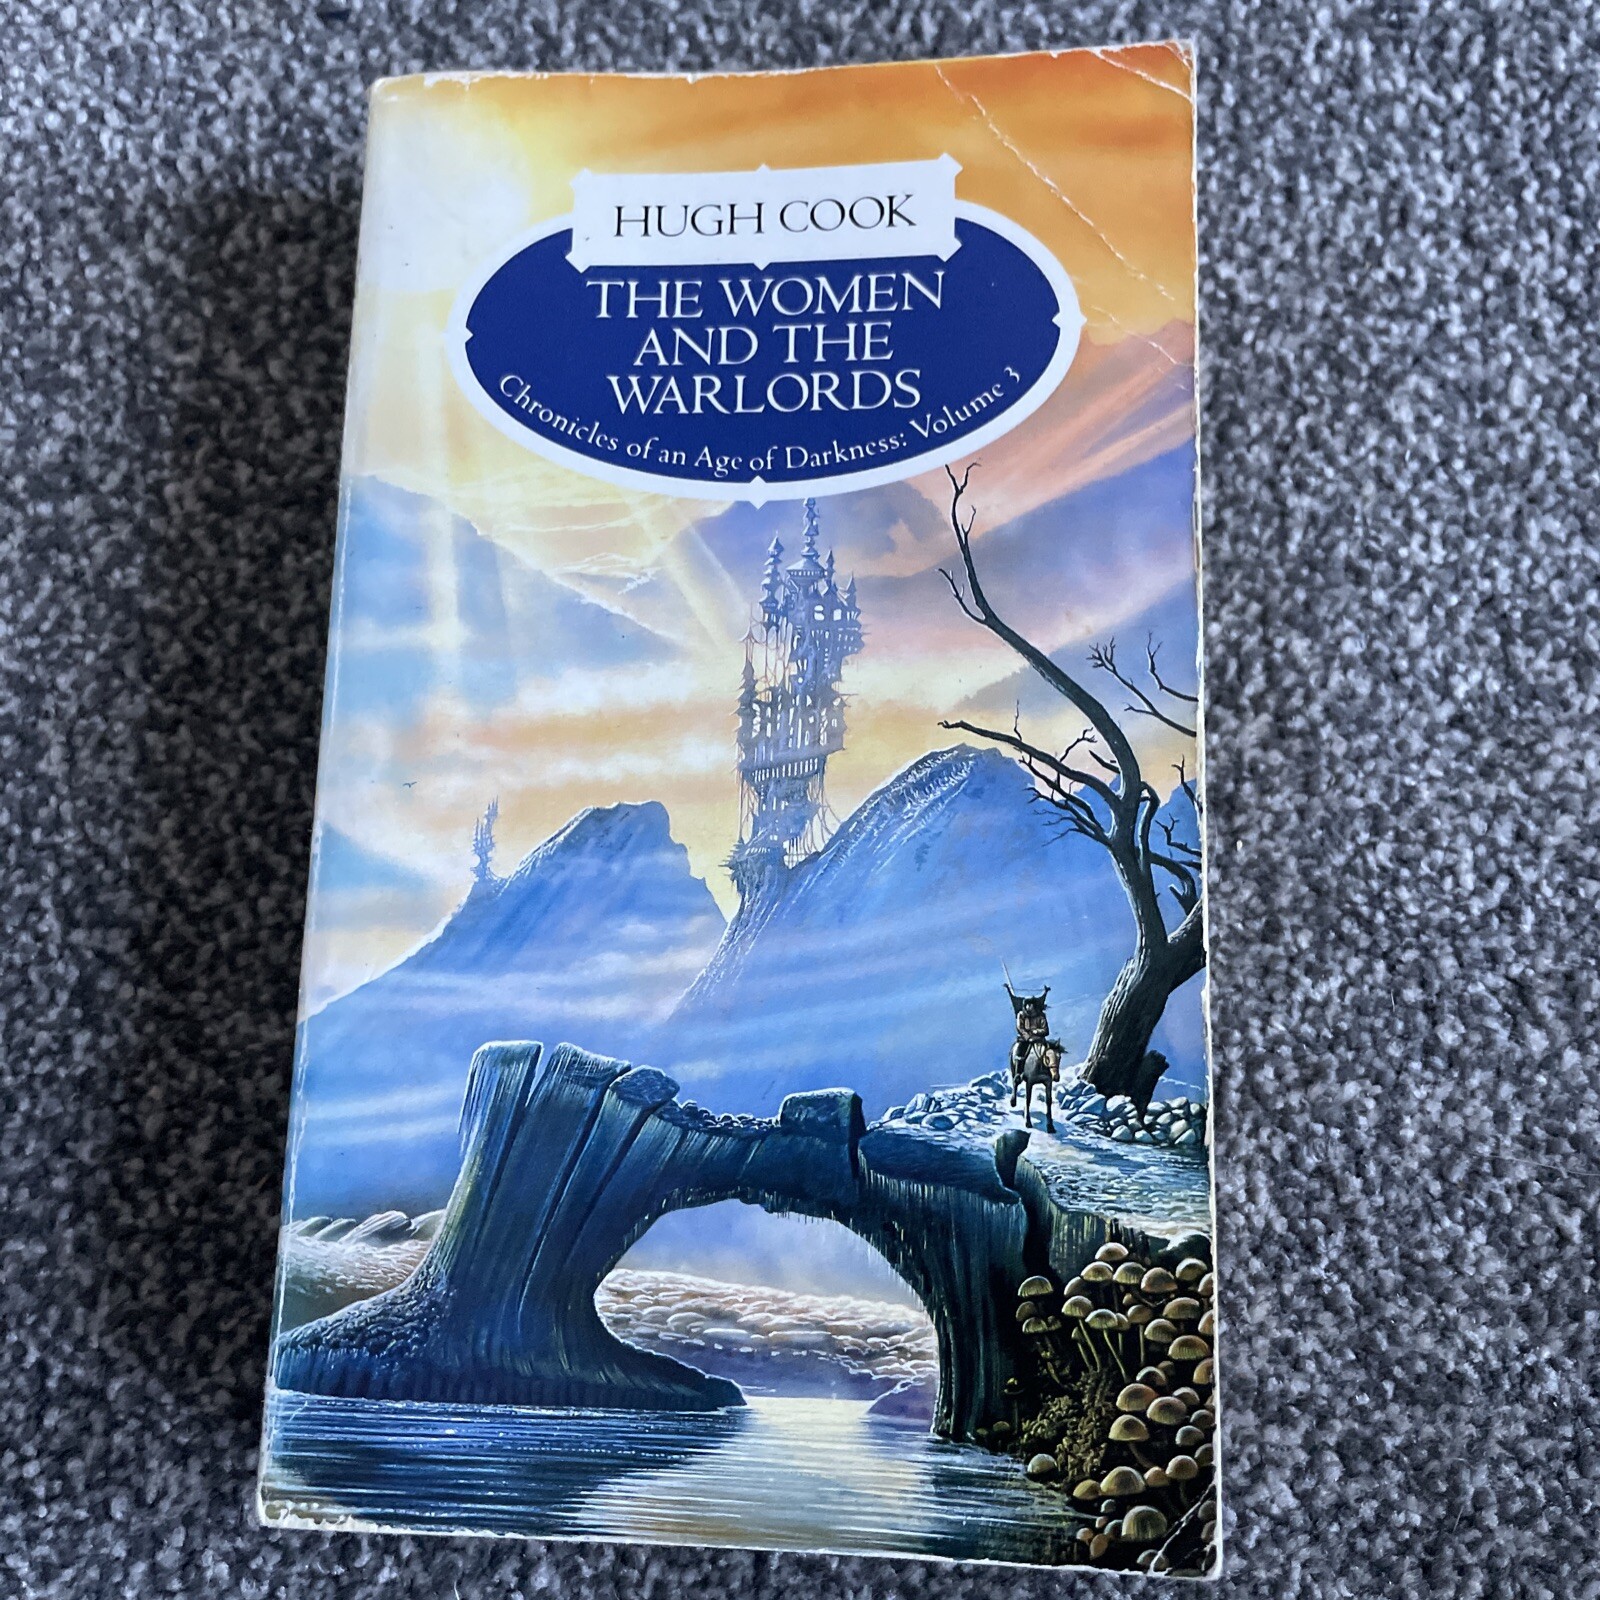 HUGH COOK
THE WOMEN
AND THE
WARLORDS
Chronicles of an Age of Darkness: Volume 3